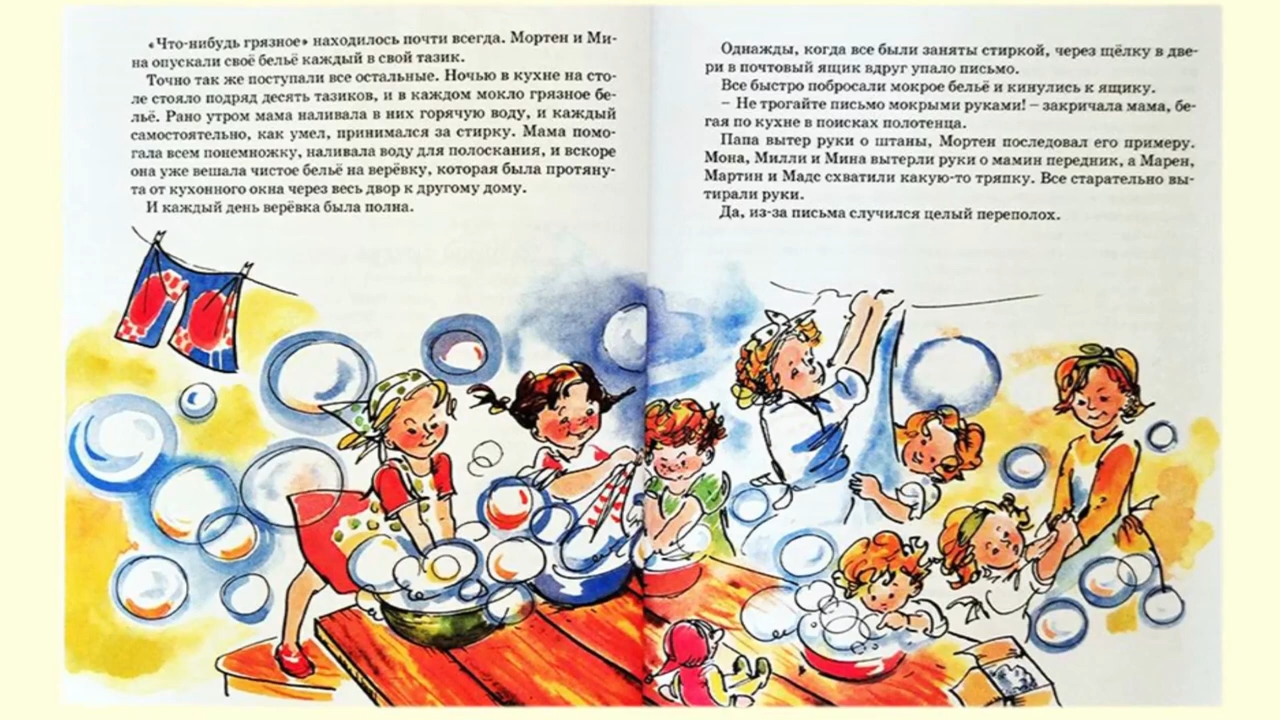 «Что-нибудь грязное» находилось почти всегда. Мортен и Ми-
на опускали своё бельё каждый в свой тазик.
Точно так же поступали все остальные. Ночью в кухне на сто-
ле стояло подряд десять тазиков, и в каждом мокло грязное бе-
льё. Рано утром мама наливала в них горячую воду, и каждый
самостоятельно, как умел, принимался за стирку. Мама помо-
гала всем понемножку, наливала воду для полоскания, и вскоре
она уже вешала чистое бельё на верёвку, которая была протяну-
та от кухонного окна через весь двор к другому дому.
И каждый день верёвка была полна.
Однажды, когда все были заняты стиркой, через щёлку в две-
ри в почтовый ящик вдруг упало письмо.
Все быстро побросали мокрое бельё и кинулись к ящику.
– Не трогайте письмо мокрыми руками! – закричала мама, бе-
гая по кухне в поисках полотенца.
Папа вытер руки о штаны, Мортен последовал его примеру.
Мона, Милли и Мина вытерли руки о мамин передник, а Марен,
Мартин и Мадс схватили какую-то тряпку. Все старательно вы-
тирали руки.
Да, из-за письма случился целый переполох.